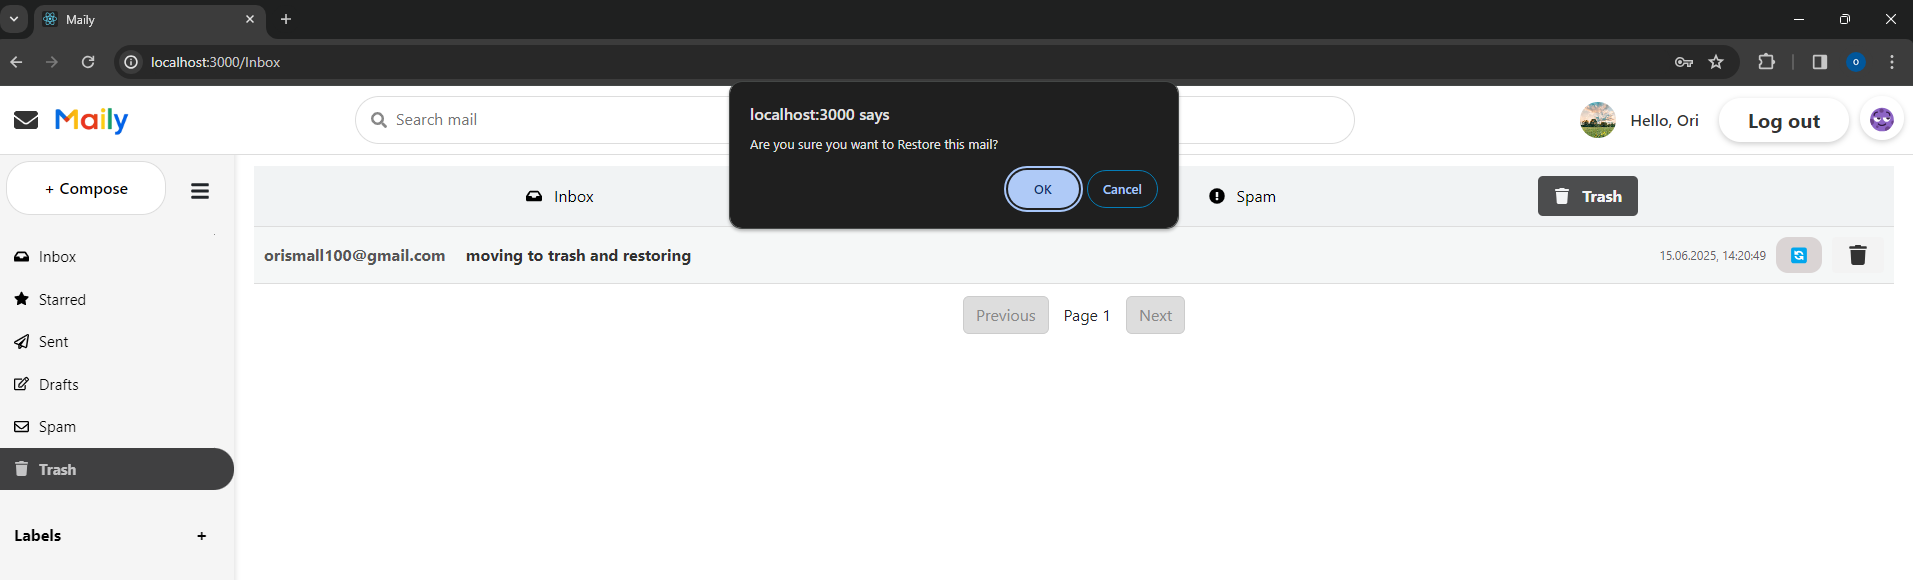 Maily
localhost:3000/Inbox
Maily
Search mail
localhost:3000 says
Are you sure you want to Restore this mail?
OK
Cancel
Hello, Ori
Log out
+ Compose
Inbox
Spam
Trash
orismall100@gmail.com moving to trash and restoring 15.06.2025, 14:20:49
Previous Page 1 Next
Inbox
Starred
Sent
Drafts
Spam
Trash
Labels +